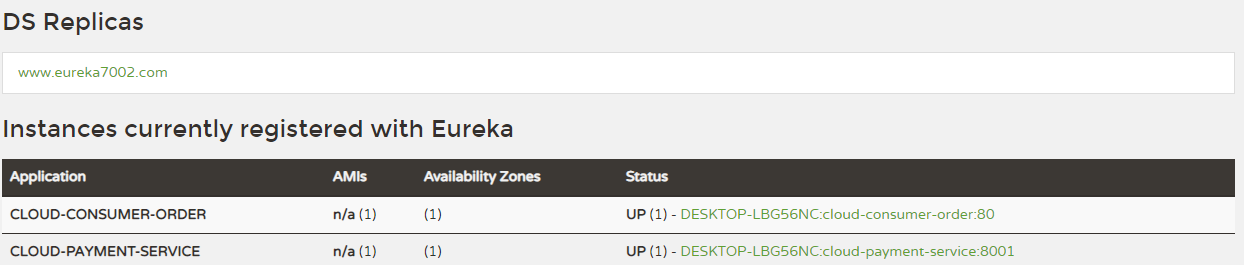 DS Replicas
www.eureka7002.com
Instances currently registered with Eureka
Application AMIs Availability Zones Status
CLOUD-CONSUMER-ORDER n/a (1) (1) UP (1) - DESKTOP-LBG56NC:cloud-consumer-order:80
CLOUD-PAYMENT-SERVICE n/a (1) (1) UP (1) - DESKTOP-LBG56NC:cloud-payment-service:8001